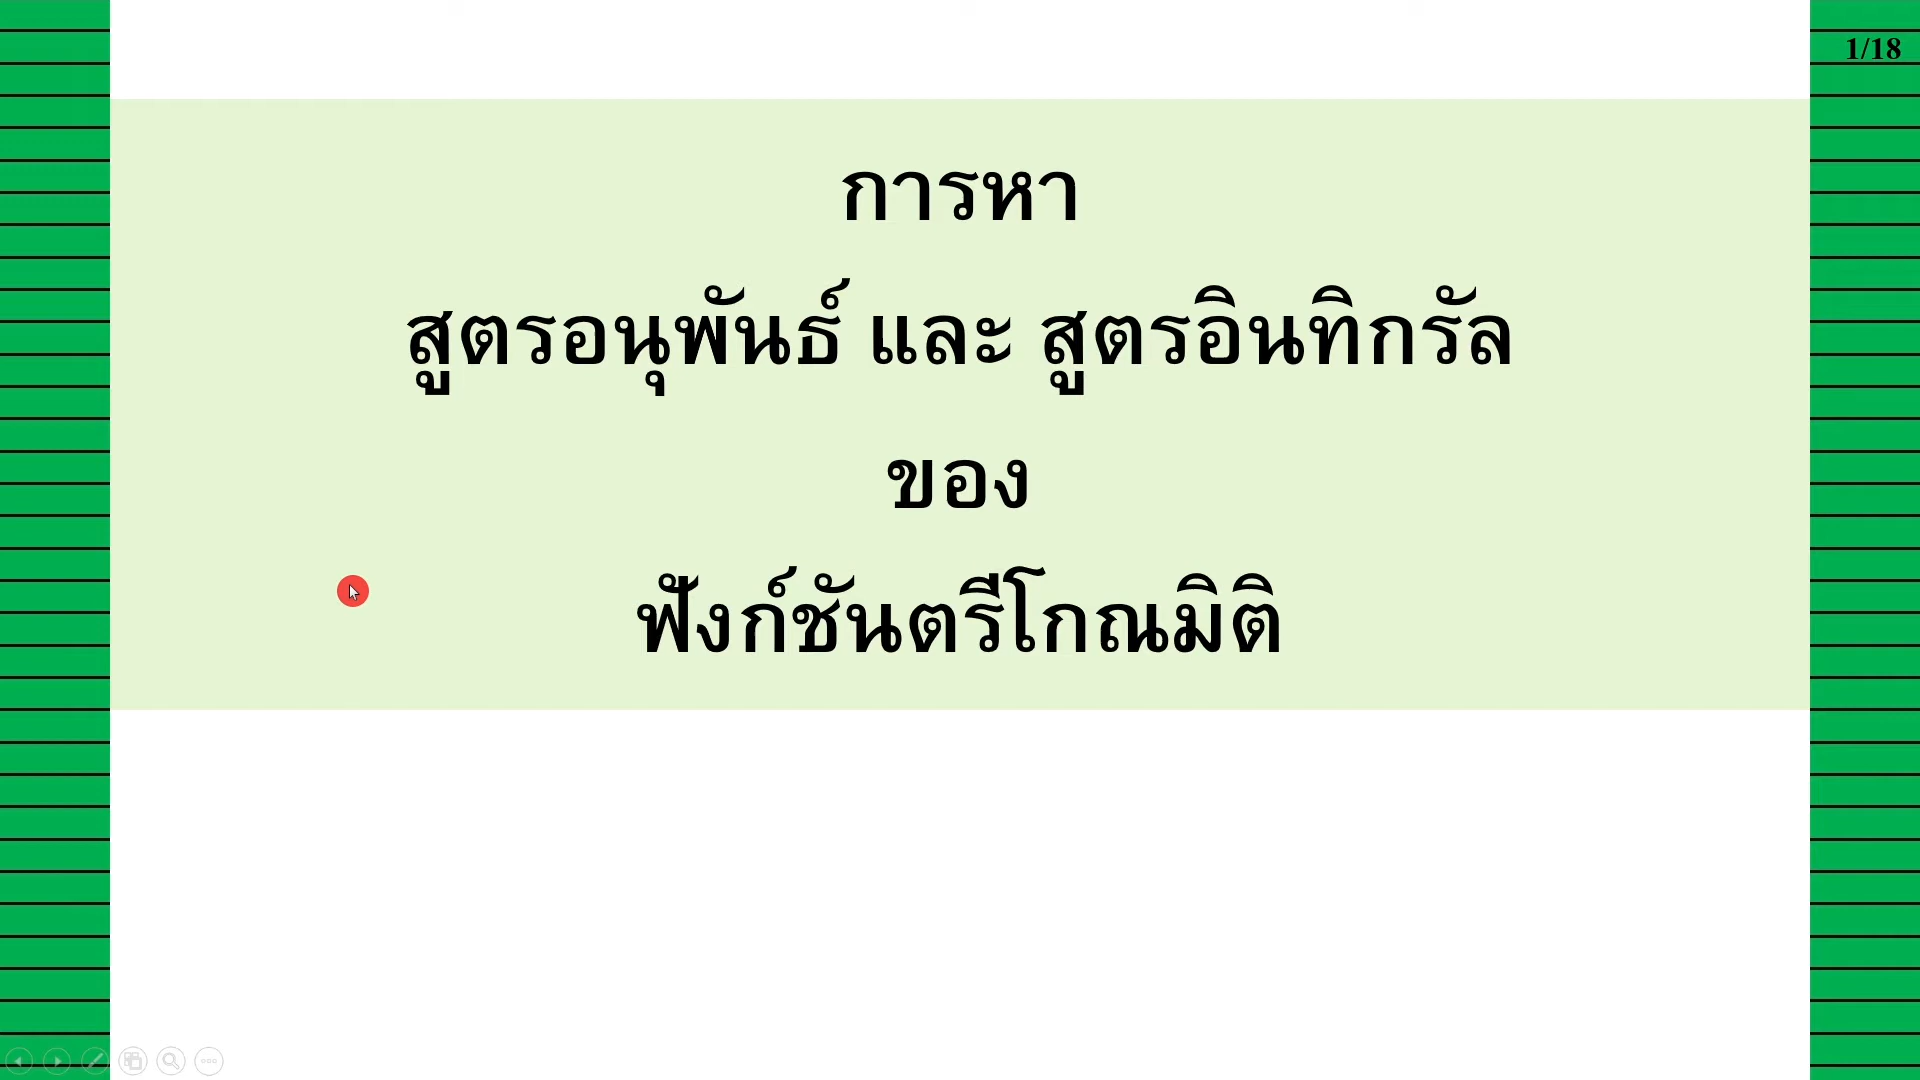 1/18
การหา
สูตรอนุพันธ์ และ สูตรอินทิกรัล
ของ
ฟังก์ชันตรีโกณมิติ